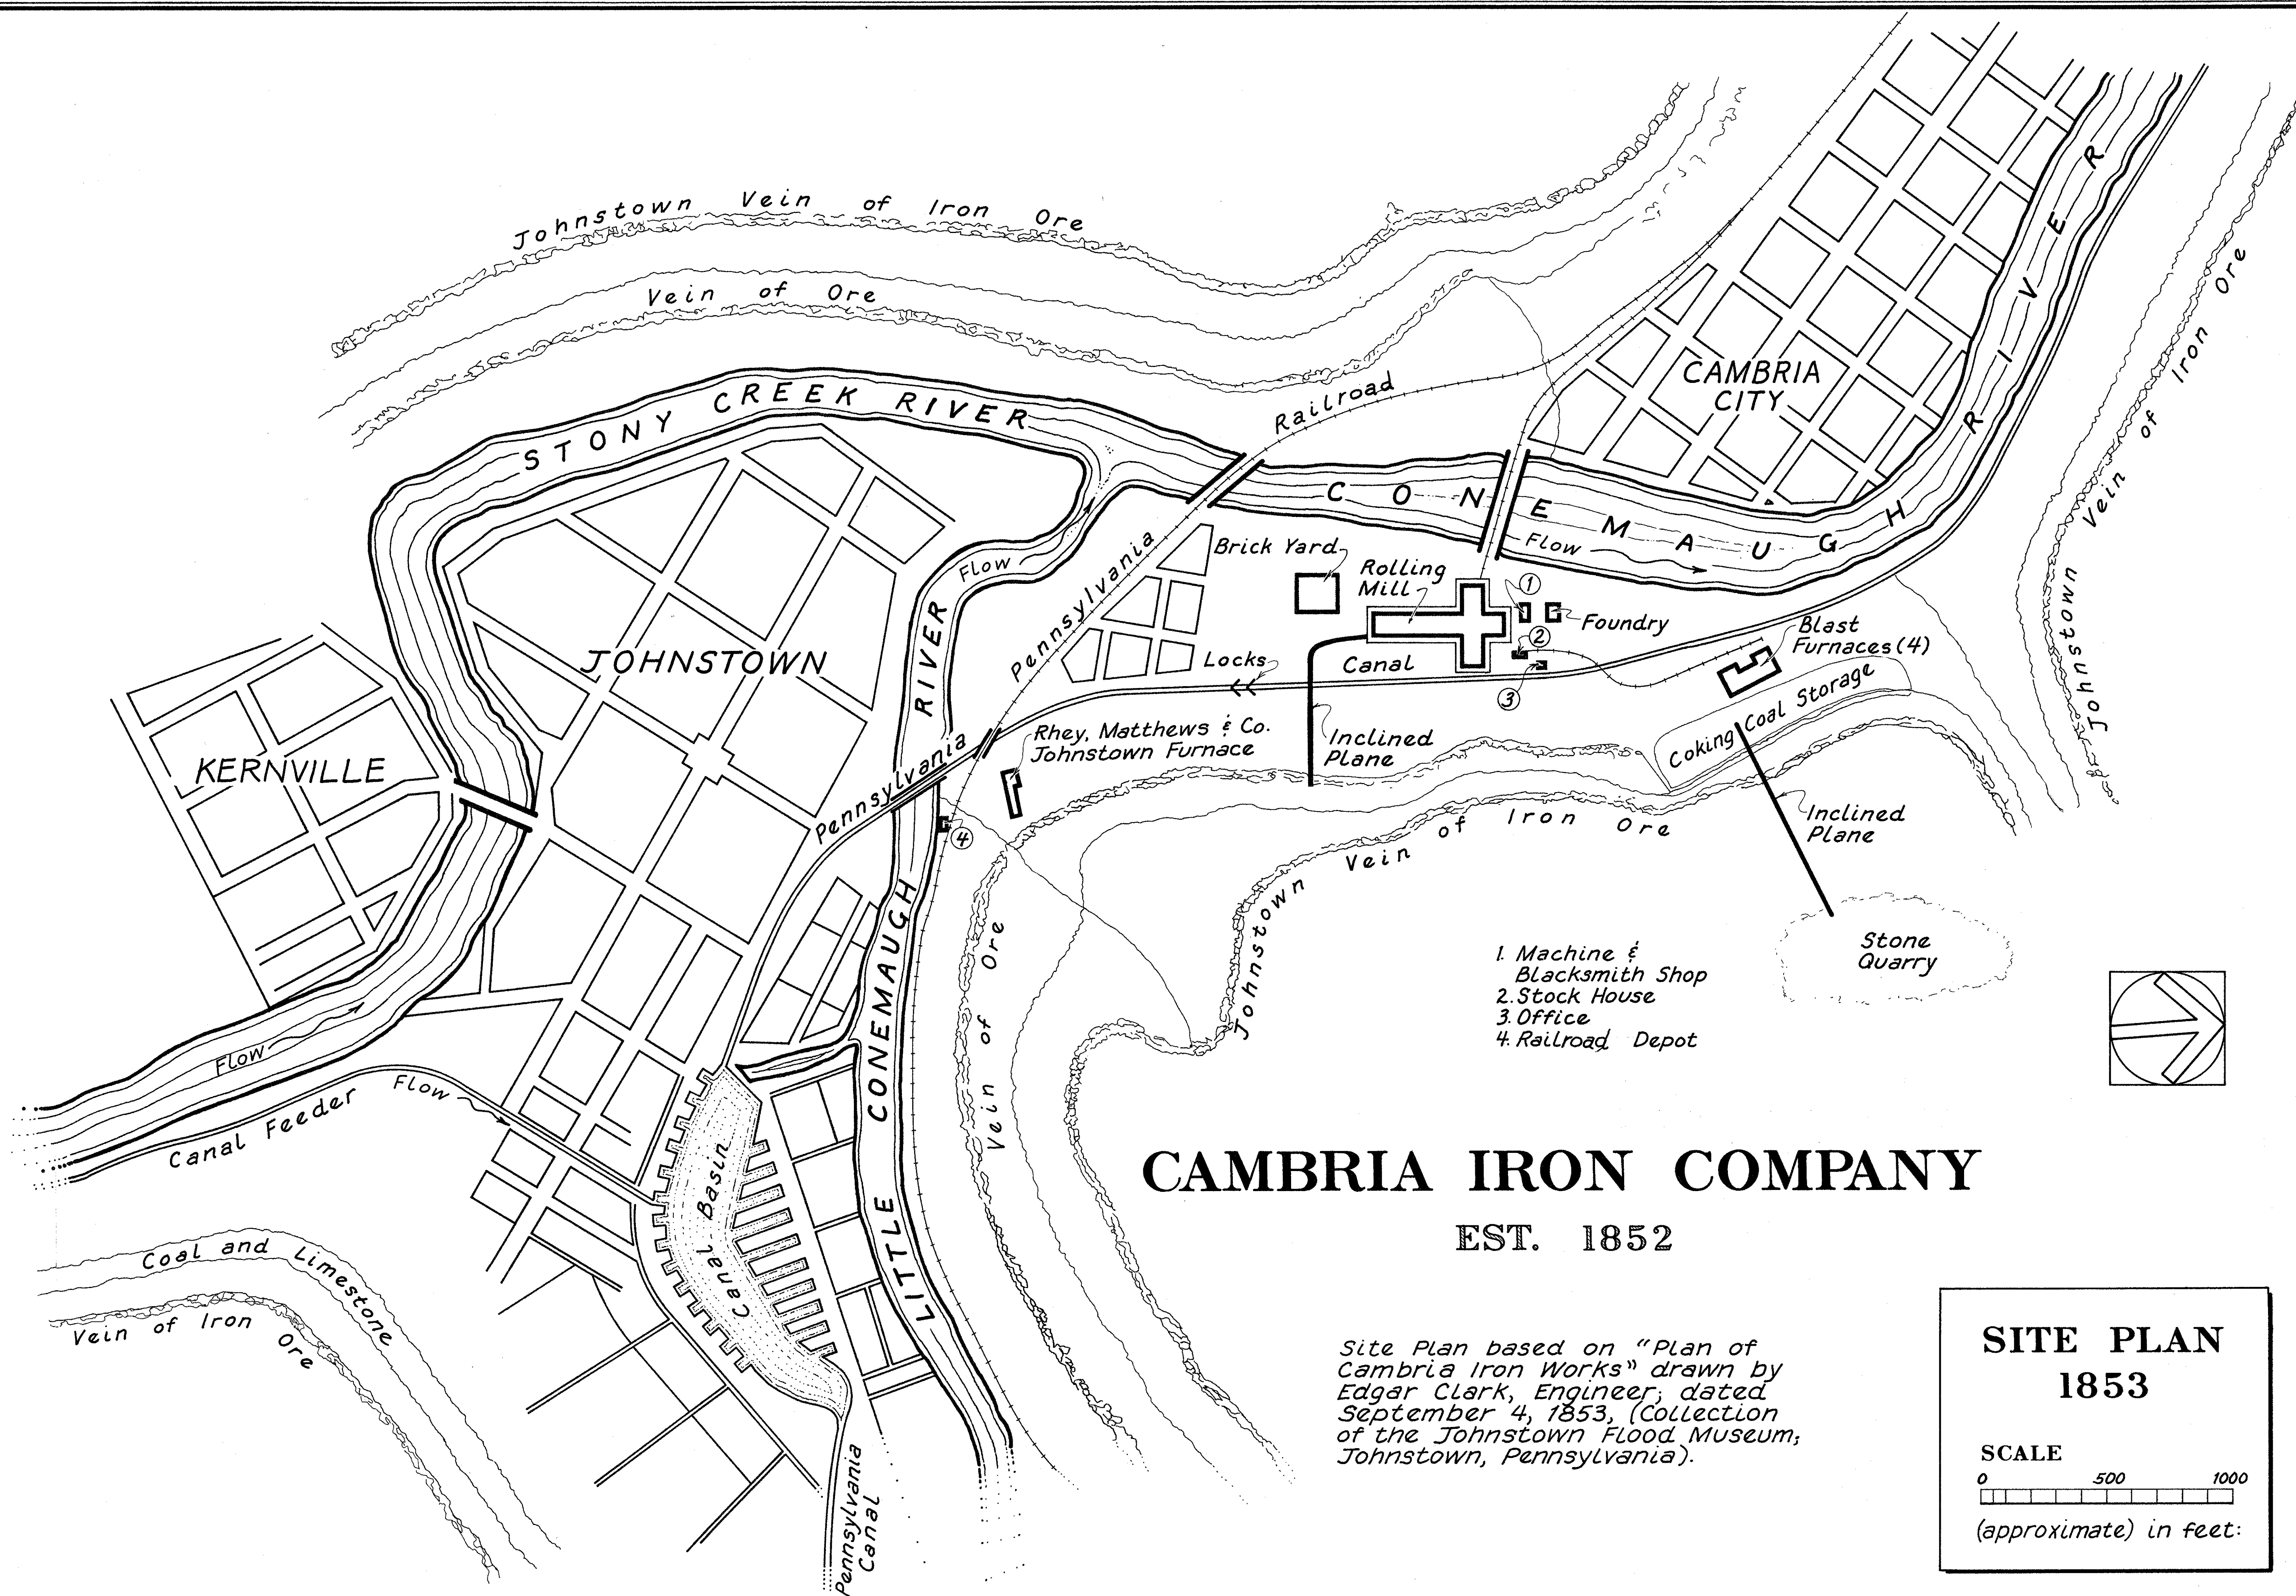 Johnstown Vein of Iron Ore
Vein of Ore
STONY CREEK RIVER
Railroad
CAMBRIA
CITY
CONEMAUGH RIVER
Flow
Johnstown Vein of Iron Ore
Flow
Pennsylvania
Brick Yard
Rolling
Mill
1
Foundry
2
3
Blast
Furnaces (4)
Locks
Canal
Coking Coal Storage
JOHNSTOWN
KERNVILLE
Pennsylvania
Rhey, Matthews & Co.
Johnstown Furnace
Inclined
Plane
Inclined
Plane
4
Johnstown Vein of Iron Ore
Vein of Ore
Stone
Quarry
LITTLE CONEMAUGH RIVER
1. Machine &
Blacksmith Shop
2. Stock House
3. Office
4. Railroad Depot
Flow
Canal Feeder
Flow
Canal Basin
Coal and Limestone
Vein of Iron Ore
Pennsylvania
Canal
CAMBRIA IRON COMPANY
EST. 1852
Site Plan based on "Plan of
Cambria Iron Works" drawn by
Edgar Clark, Engineer; dated
September 4, 1853, (Collection
of the Johnstown Flood Museum;
Johnstown, Pennsylvania).
SITE PLAN
1853
SCALE
0 500 1000
(approximate) in feet: